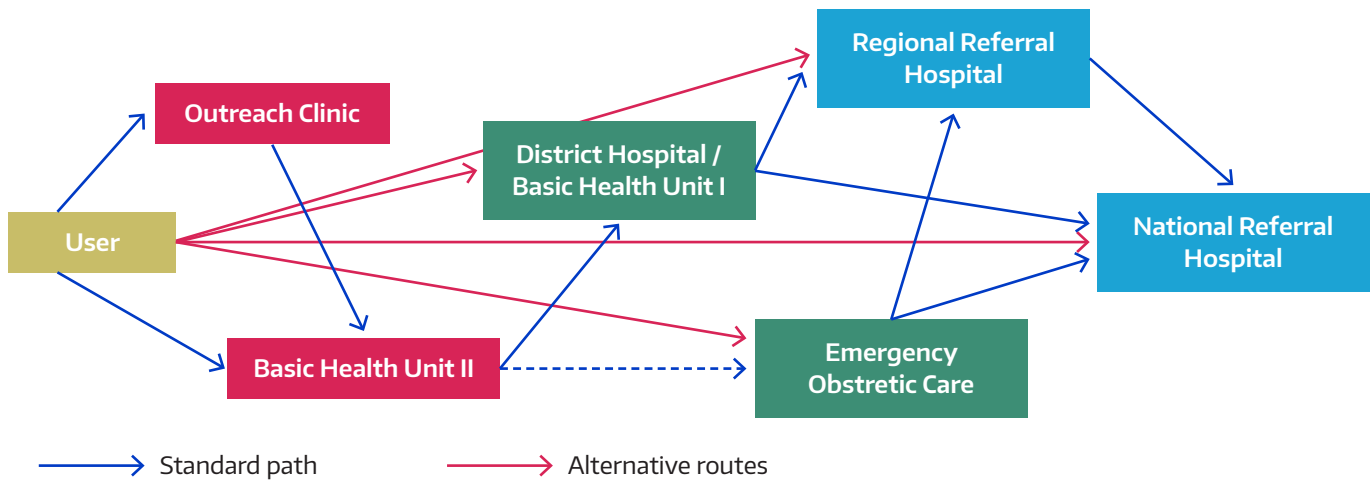 Regional Referral
Hospital
Outreach Clinic
District Hospital /
Basic Health Unit I
User
National Referral
Hospital
Basic Health Unit II
Emergency
Obstretic Care
Standard path
Alternative routes